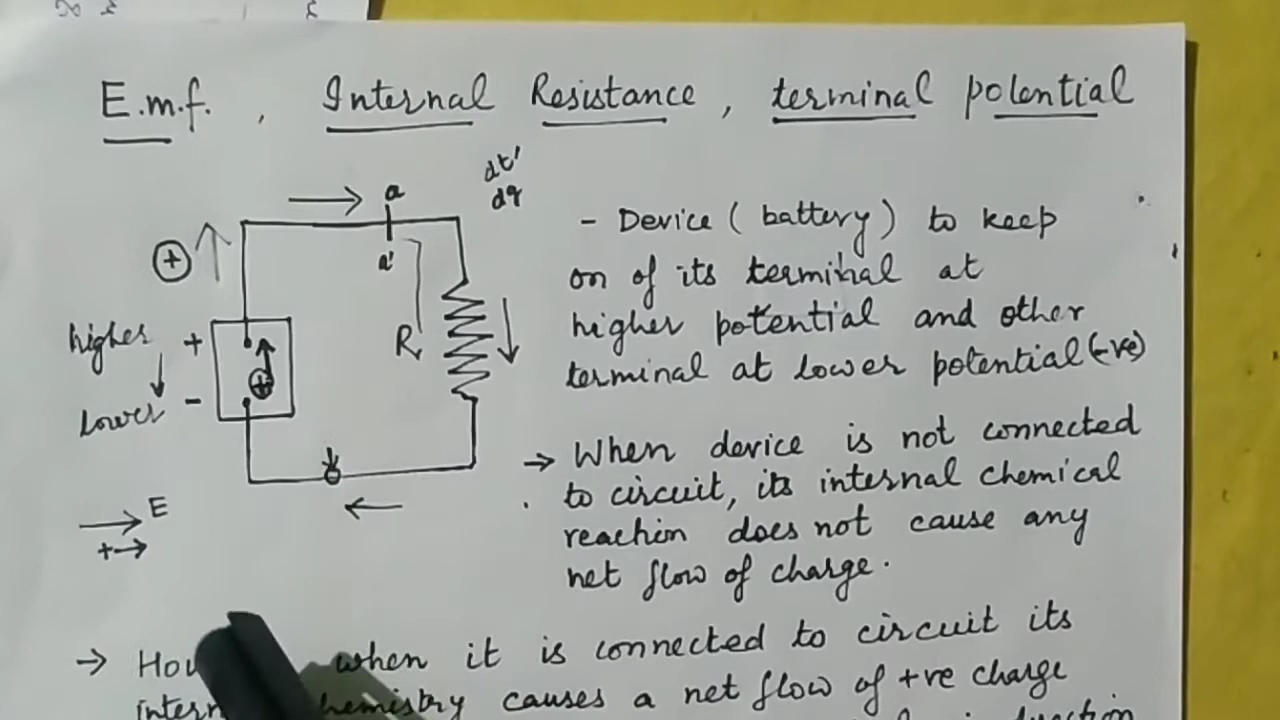 E.m.f. , Internal Resistance , terminal potential
a
dt'
dq
a'
R
+
higher +
lower -
+
E
+→
- Device ( battery ) to keep
on of its terminal at
higher potential and other
terminal at lower potential (-ve)
→ When device is not connected
to circuit, its internal chemical
reaction does not cause any
net flow of charge.
→ when it is connected to circuit its
causes a net flow of +ve charge